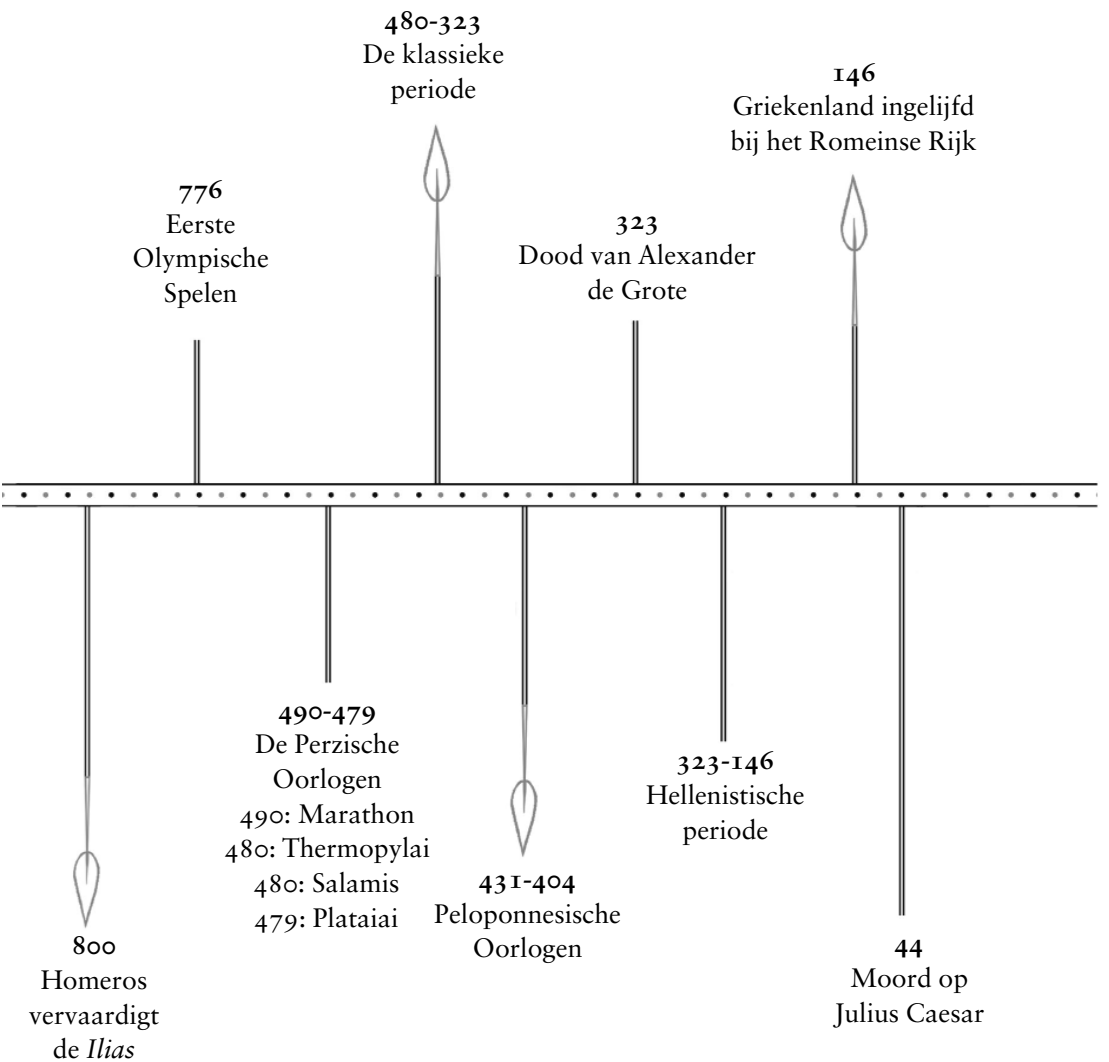 480-323
De klassieke
periode
146
Griekenland ingelijfd
bij het Romeinse Rijk
776
Eerste
Olympische
Spelen
323
Dood van Alexander
de Grote
490-479
De Perzische
Oorlogen
490: Marathon
480: Thermopylai
480: Salamis
479: Plataiai
323-146
Hellenistische
periode
431-404
Peloponnesische
Oorlogen
800
Homeros
vervaardigt
de Ilias
44
Moord op
Julius Caesar